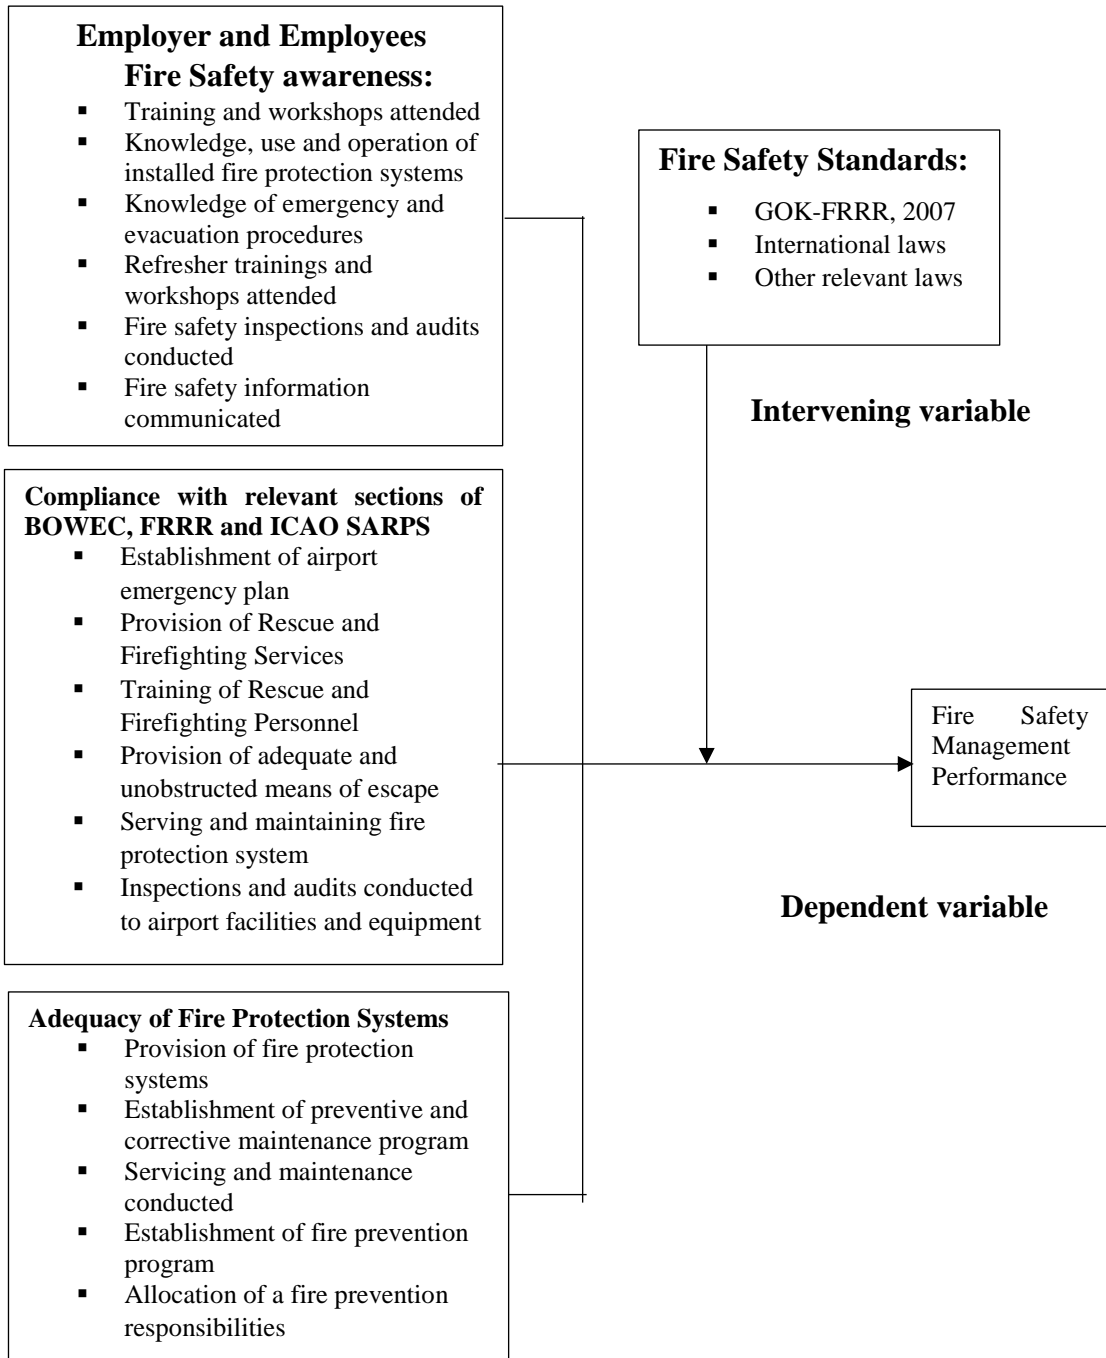 Employer and Employees
Fire Safety awareness:
▪ Training and workshops attended
▪ Knowledge, use and operation of
installed fire protection systems
▪ Knowledge of emergency and
evacuation procedures
▪ Refresher trainings and
workshops attended
▪ Fire safety inspections and audits
conducted
▪ Fire safety information
communicated
Fire Safety Standards:
▪ GOK-FRRR, 2007
▪ International laws
▪ Other relevant laws
Intervening variable
Compliance with relevant sections of
BOWEC, FRRR and ICAO SARPS
▪ Establishment of airport
emergency plan
▪ Provision of Rescue and
Firefighting Services
▪ Training of Rescue and
Firefighting Personnel
▪ Provision of adequate and
unobstructed means of escape
▪ Serving and maintaining fire
protection system
▪ Inspections and audits conducted
to airport facilities and equipment
Fire Safety
Management
Performance
Dependent variable
Adequacy of Fire Protection Systems
▪ Provision of fire protection
systems
▪ Establishment of preventive and
corrective maintenance program
▪ Servicing and maintenance
conducted
▪ Establishment of fire prevention
program
▪ Allocation of a fire prevention
responsibilities